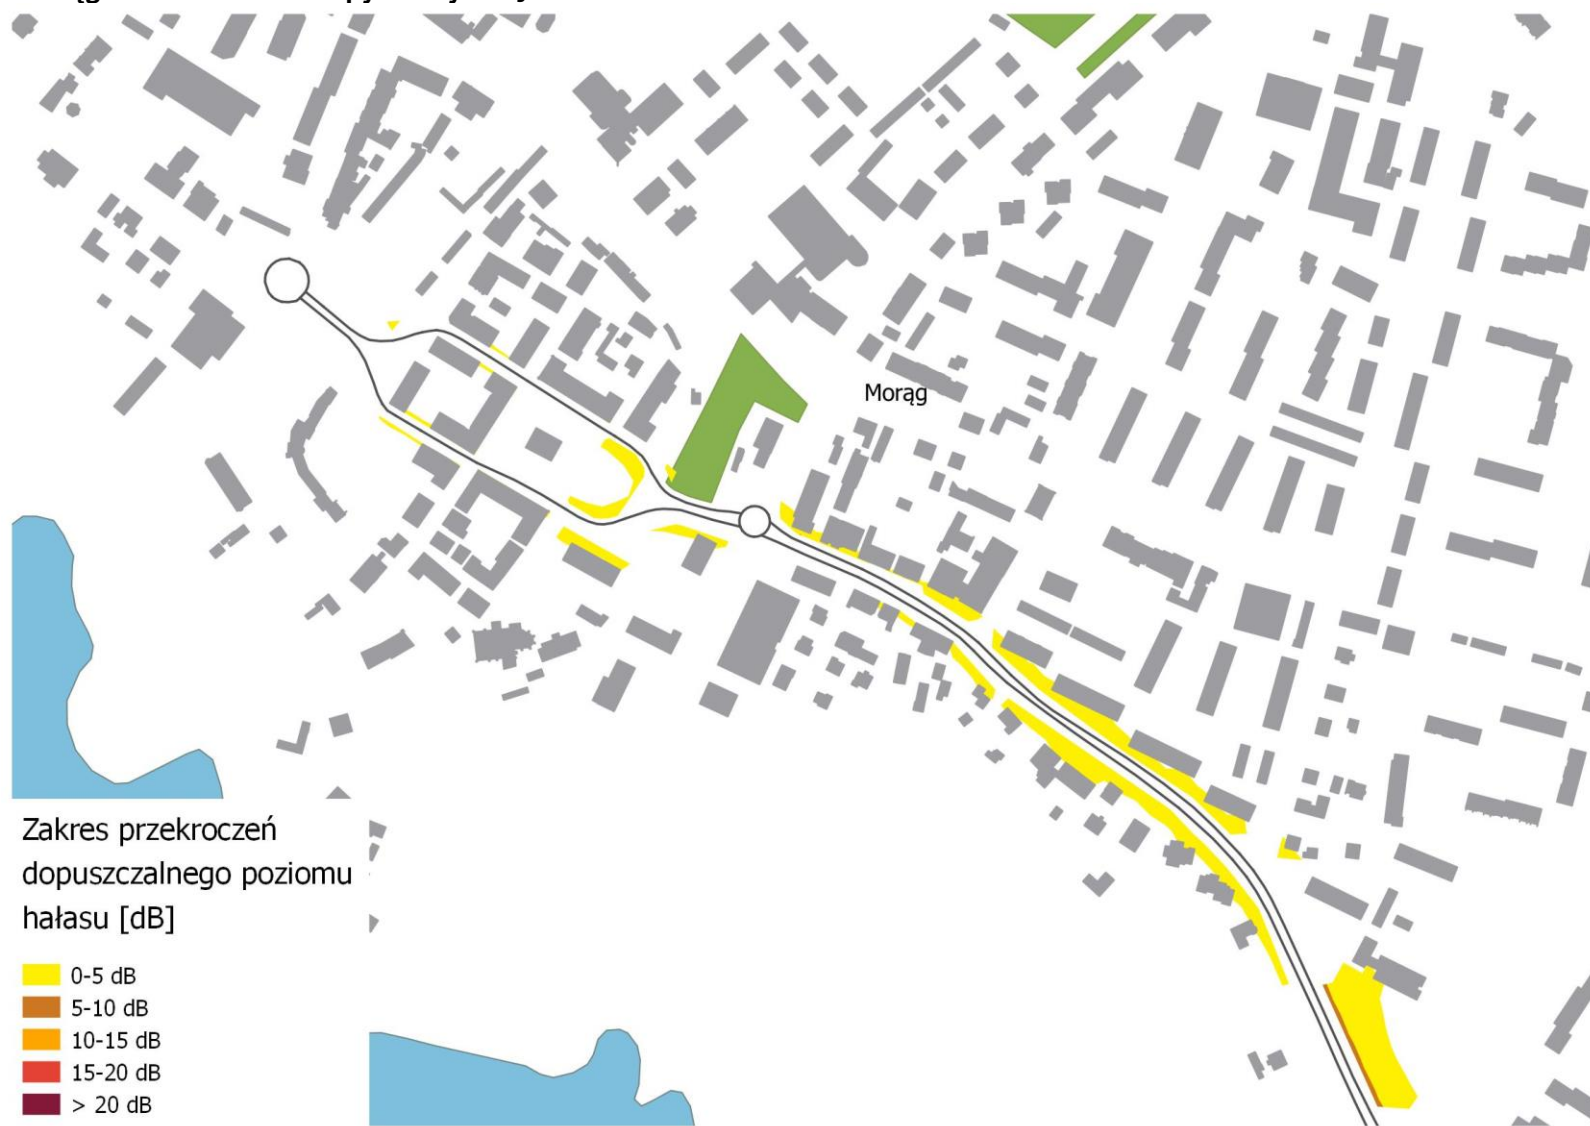 Morąg
Zakres przekroczeń
dopuszczalnego poziomu
hałasu [dB]
0-5 dB
5-10 dB
10-15 dB
15-20 dB
> 20 dB